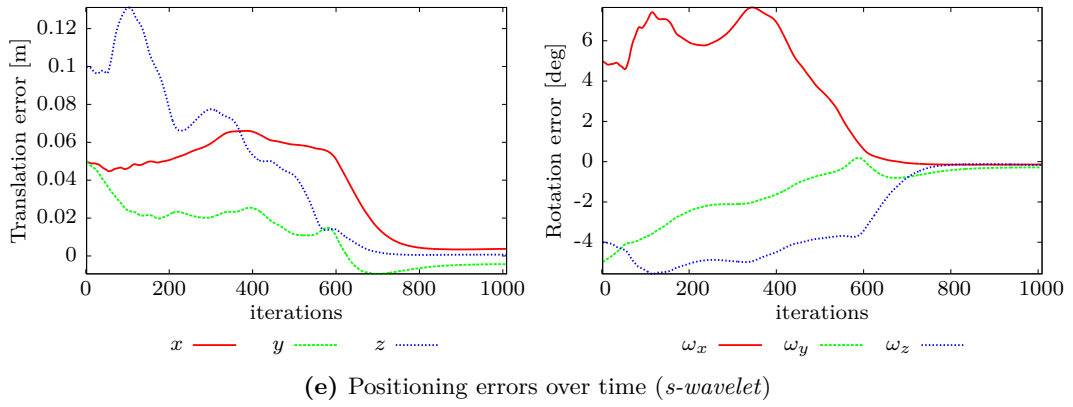 Translation error [m]
0.12
0.1
0.08
0.06
0.04
0.02
0
0 200 400 600 800 1000
iterations
x y z
Rotation error [deg]
6
4
2
0
-2
-4
0 200 400 600 800 1000
iterations
ωx ωy ωz
(e) Positioning errors over time (s-wavelet)